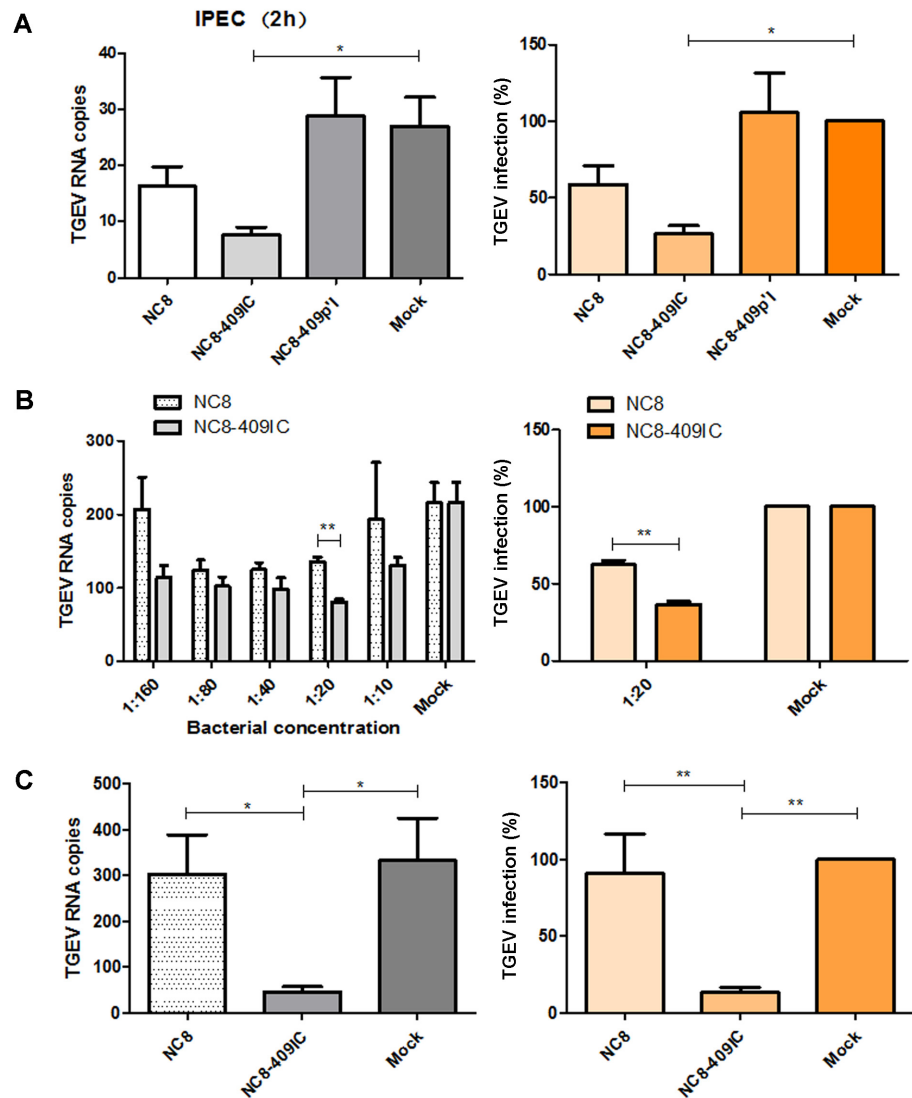 A
IPEC （2h）
TGEV RNA copies
40
30
20
10
0
*
NC8
NC8-409IC
NC8-409p'I
Mock
TGEV infection (%)
150
100
50
0
*
NC8
NC8-409IC
NC8-409p'I
Mock
B
NC8
NC8-409IC
TGEV RNA copies
300
200
100
0
**
1:160
1:80
1:40
1:20
1:10
Mock
Bacterial concentration
NC8
NC8-409IC
TGEV infection (%)
150
100
50
0
**
1:20
Mock
C
TGEV RNA copies
500
400
300
200
100
0
*
*
NC8
NC8-409IC
Mock
TGEV infection (%)
150
100
50
0
**
**
NC8
NC8-409IC
Mock